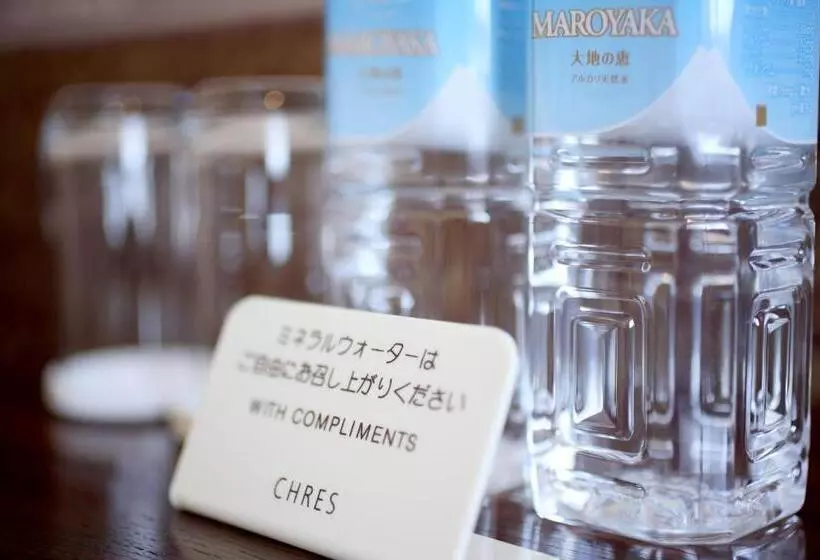 MAROYAKA
MAROYAKA
大地の恵
アルカリ天然水
ミネラルウォーターは
ご自由にお召し上がりください
WITH COMPLIMENTS
CHRES